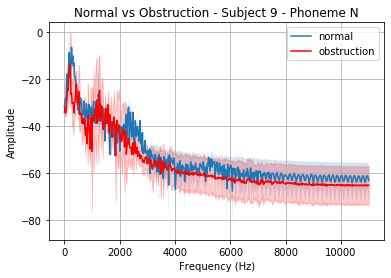 Normal vs Obstruction - Subject 9 - Phoneme N
normal
obstruction
Amplitude
0
−20
−40
−60
−80
0 2000 4000 6000 8000 10000
Frequency (Hz)